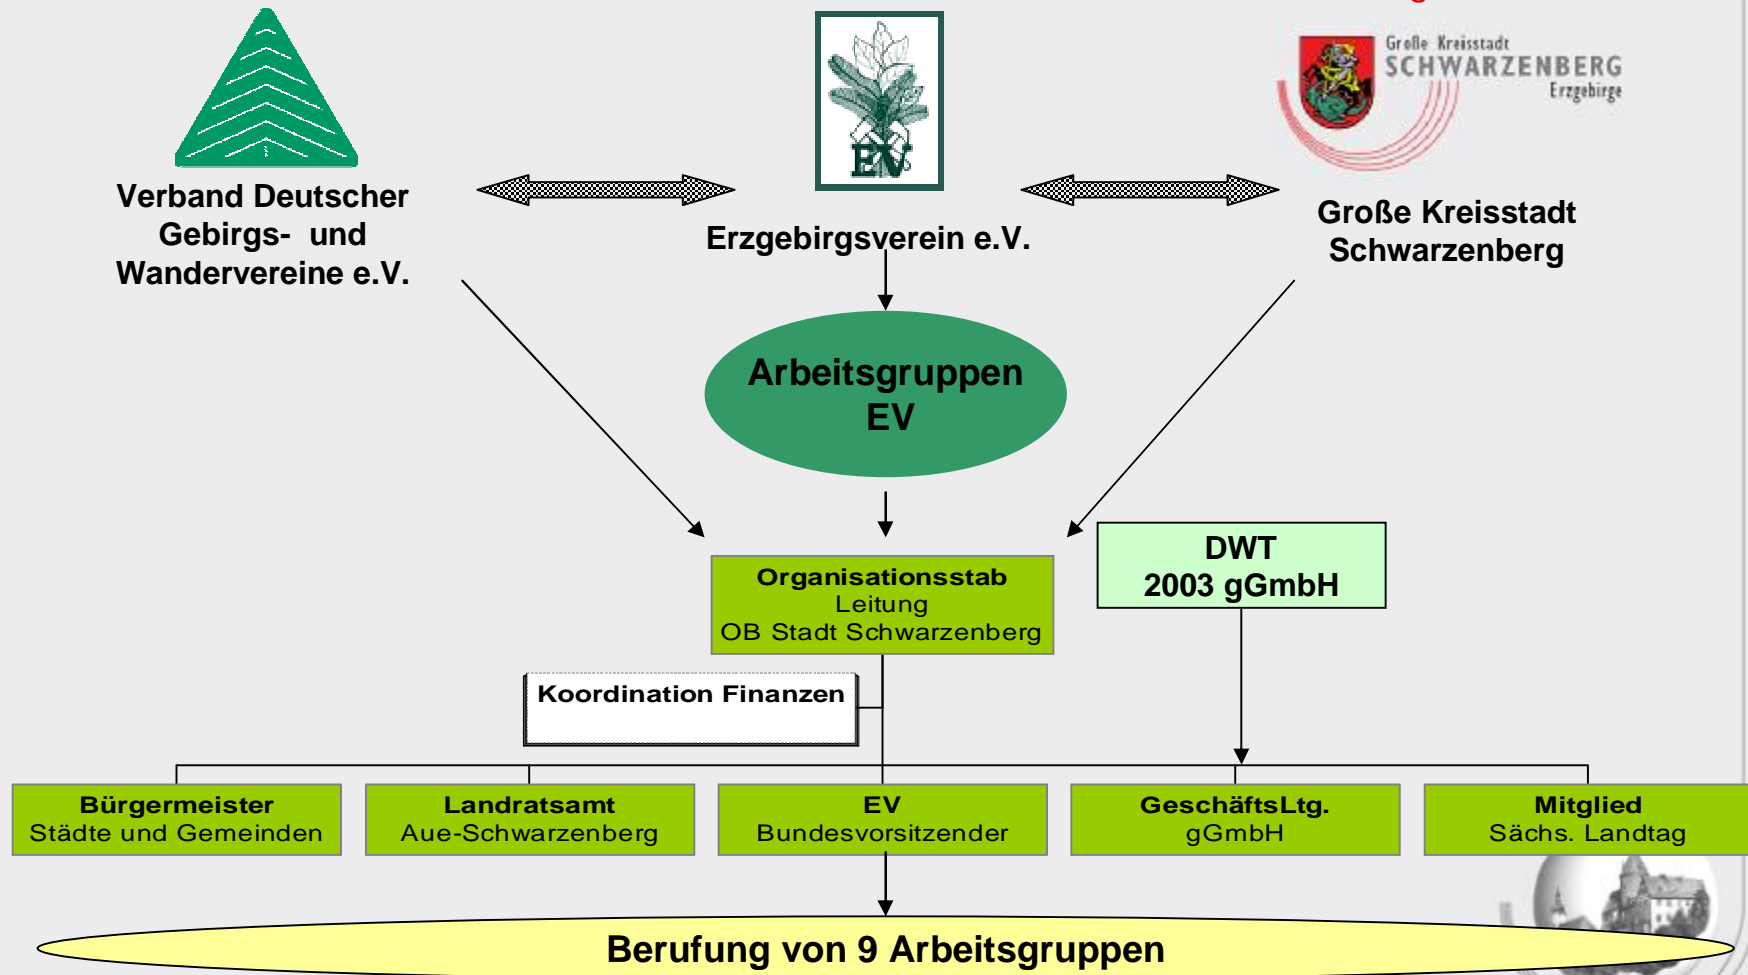 Große Kreisstadt
SCHWARZENBERG
Erzgebirge
EV
Verband Deutscher
Gebirgs- und
Wandervereine e.V.
Erzgebirgsverein e.V.
Große Kreisstadt
Schwarzenberg
Arbeitsgruppen
EV
DWT
2003 gGmbH
Organisationsstab
Leitung
OB Stadt Schwarzenberg
Koordination Finanzen
Bürgermeister
Städte und Gemeinden
Landratsamt
Aue-Schwarzenberg
EV
Bundesvorsitzender
GeschäftsLtg.
gGmbH
Mitglied
Sächs. Landtag
Berufung von 9 Arbeitsgruppen